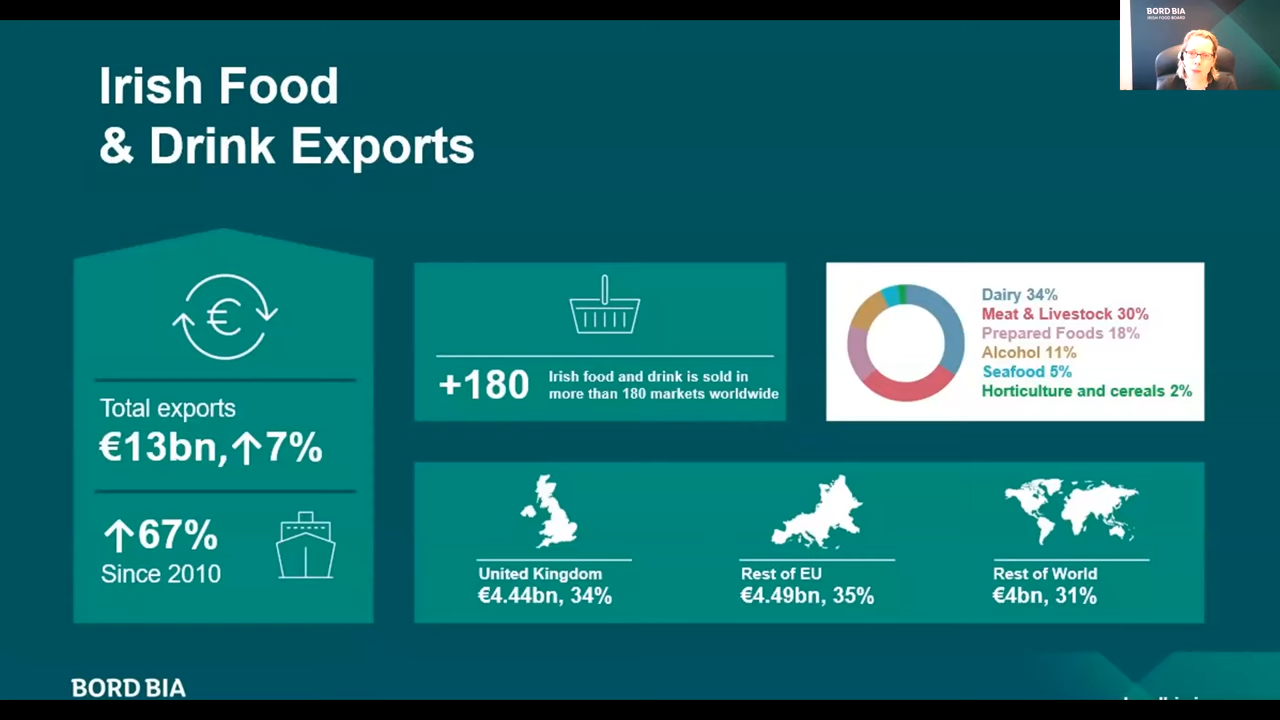 BORD BIA
IRISH FOOD BOARD
Irish Food
& Drink Exports
€
Total exports
€13bn,↑7%
↑67%
Since 2010
+180
Irish food and drink is sold in
more than 180 markets worldwide
Dairy 34%
Meat & Livestock 30%
Prepared Foods 18%
Alcohol 11%
Seafood 5%
Horticulture and cereals 2%
United Kingdom
€4.44bn, 34%
Rest of EU
€4.49bn, 35%
Rest of World
€4bn, 31%
BORD BIA